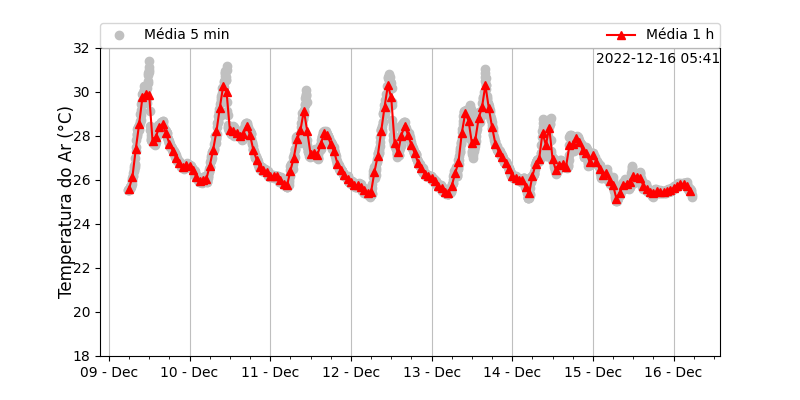 Média 5 min
Média 1 h
2022-12-16 05:41
Temperatura do Ar (°C)
32
30
28
26
24
22
20
18
09 - Dec
10 - Dec
11 - Dec
12 - Dec
13 - Dec
14 - Dec
15 - Dec
16 - Dec